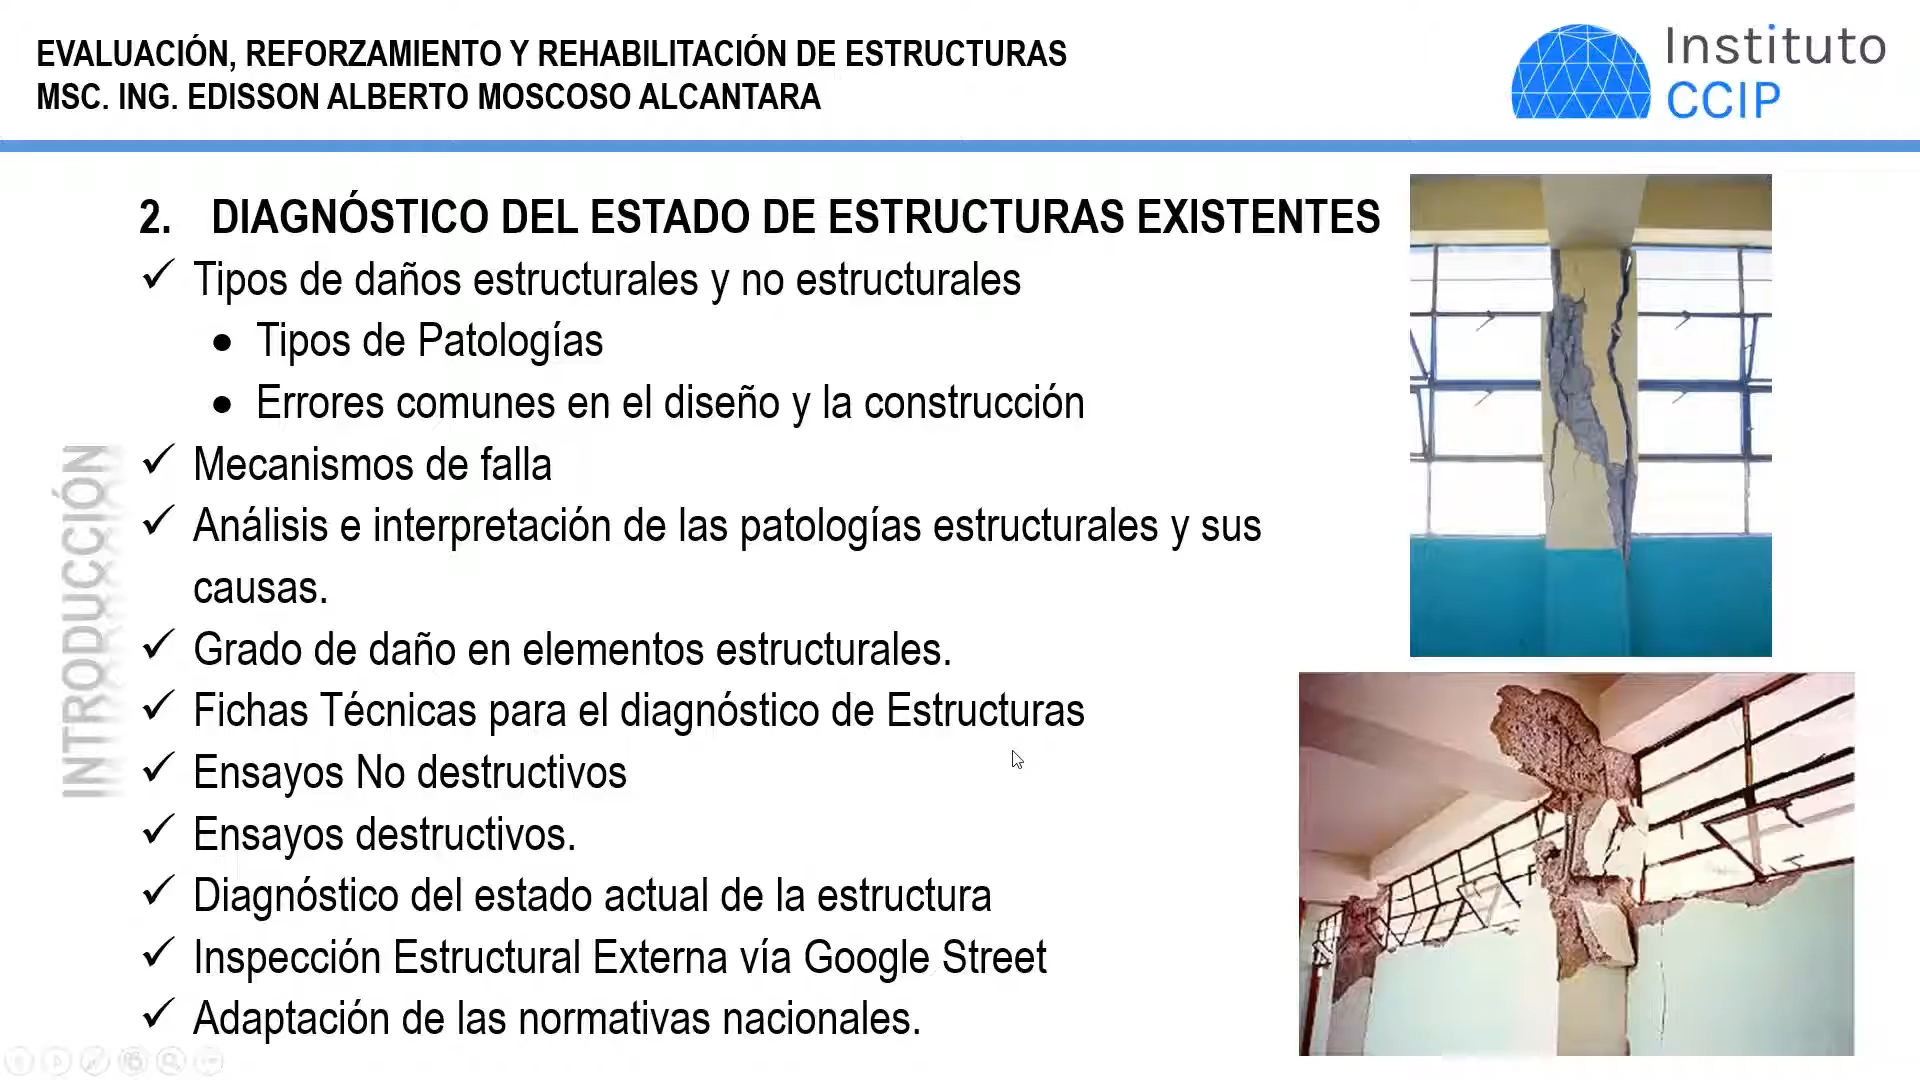 EVALUACIÓN, REFORZAMIENTO Y REHABILITACIÓN DE ESTRUCTURAS
MSC. ING. EDISSON ALBERTO MOSCOSO ALCANTARA
Instituto
CCIP
2. DIAGNÓSTICO DEL ESTADO DE ESTRUCTURAS EXISTENTES
✓ Tipos de daños estructurales y no estructurales
• Tipos de Patologías
• Errores comunes en el diseño y la construcción
✓ Mecanismos de falla
✓ Análisis e interpretación de las patologías estructurales y sus
causas.
✓ Grado de daño en elementos estructurales.
✓ Fichas Técnicas para el diagnóstico de Estructuras
✓ Ensayos No destructivos
✓ Ensayos destructivos.
✓ Diagnóstico del estado actual de la estructura
✓ Inspección Estructural Externa vía Google Street
✓ Adaptación de las normativas nacionales.
INTRODUCCIÓN